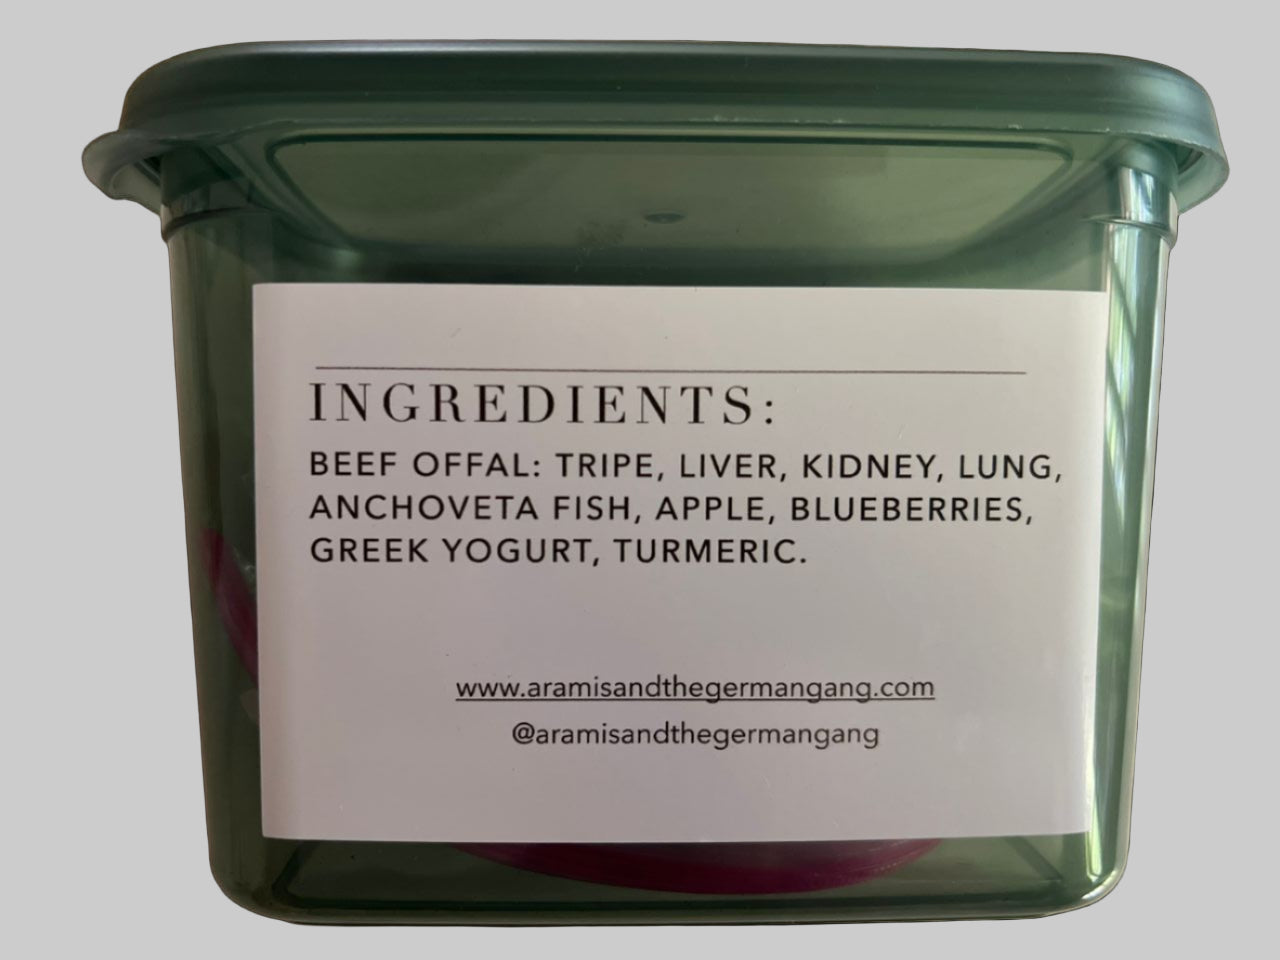 INGREDIENTS:
BEEF OFFAL: TRIPE, LIVER, KIDNEY, LUNG,
ANCHOVETA FISH, APPLE, BLUEBERRIES,
GREEK YOGURT, TURMERIC.
www.aramisandthegermangang.com
@aramisandthegermangang